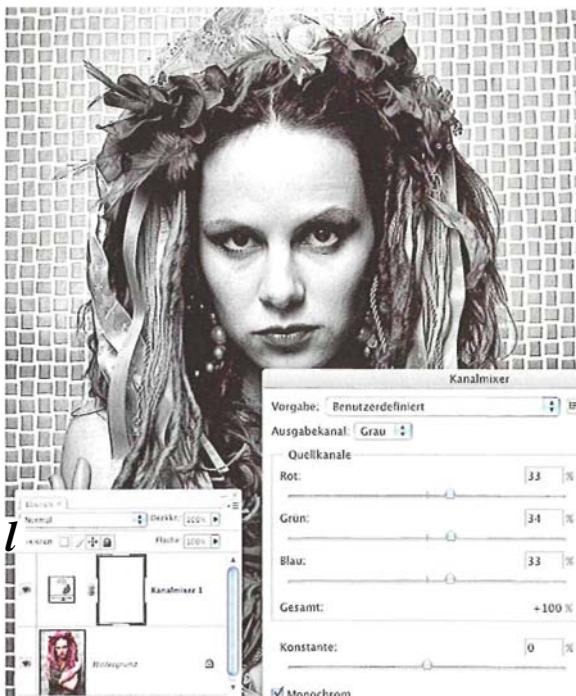 Kanalmixer
Vorgabe: Benutzerdefiniert
Ausgabekanal: Grau
Quellkanäle
Rot: 33 %
Grün: 34 %
Blau: 33 %
Gesamt: +100 %
Konstante: 0 %
Monochrom
Ebenen ×
Normal Deckkr.: 100%
l
Fläche: 100%
Kanalmixer 1
Hintergrund